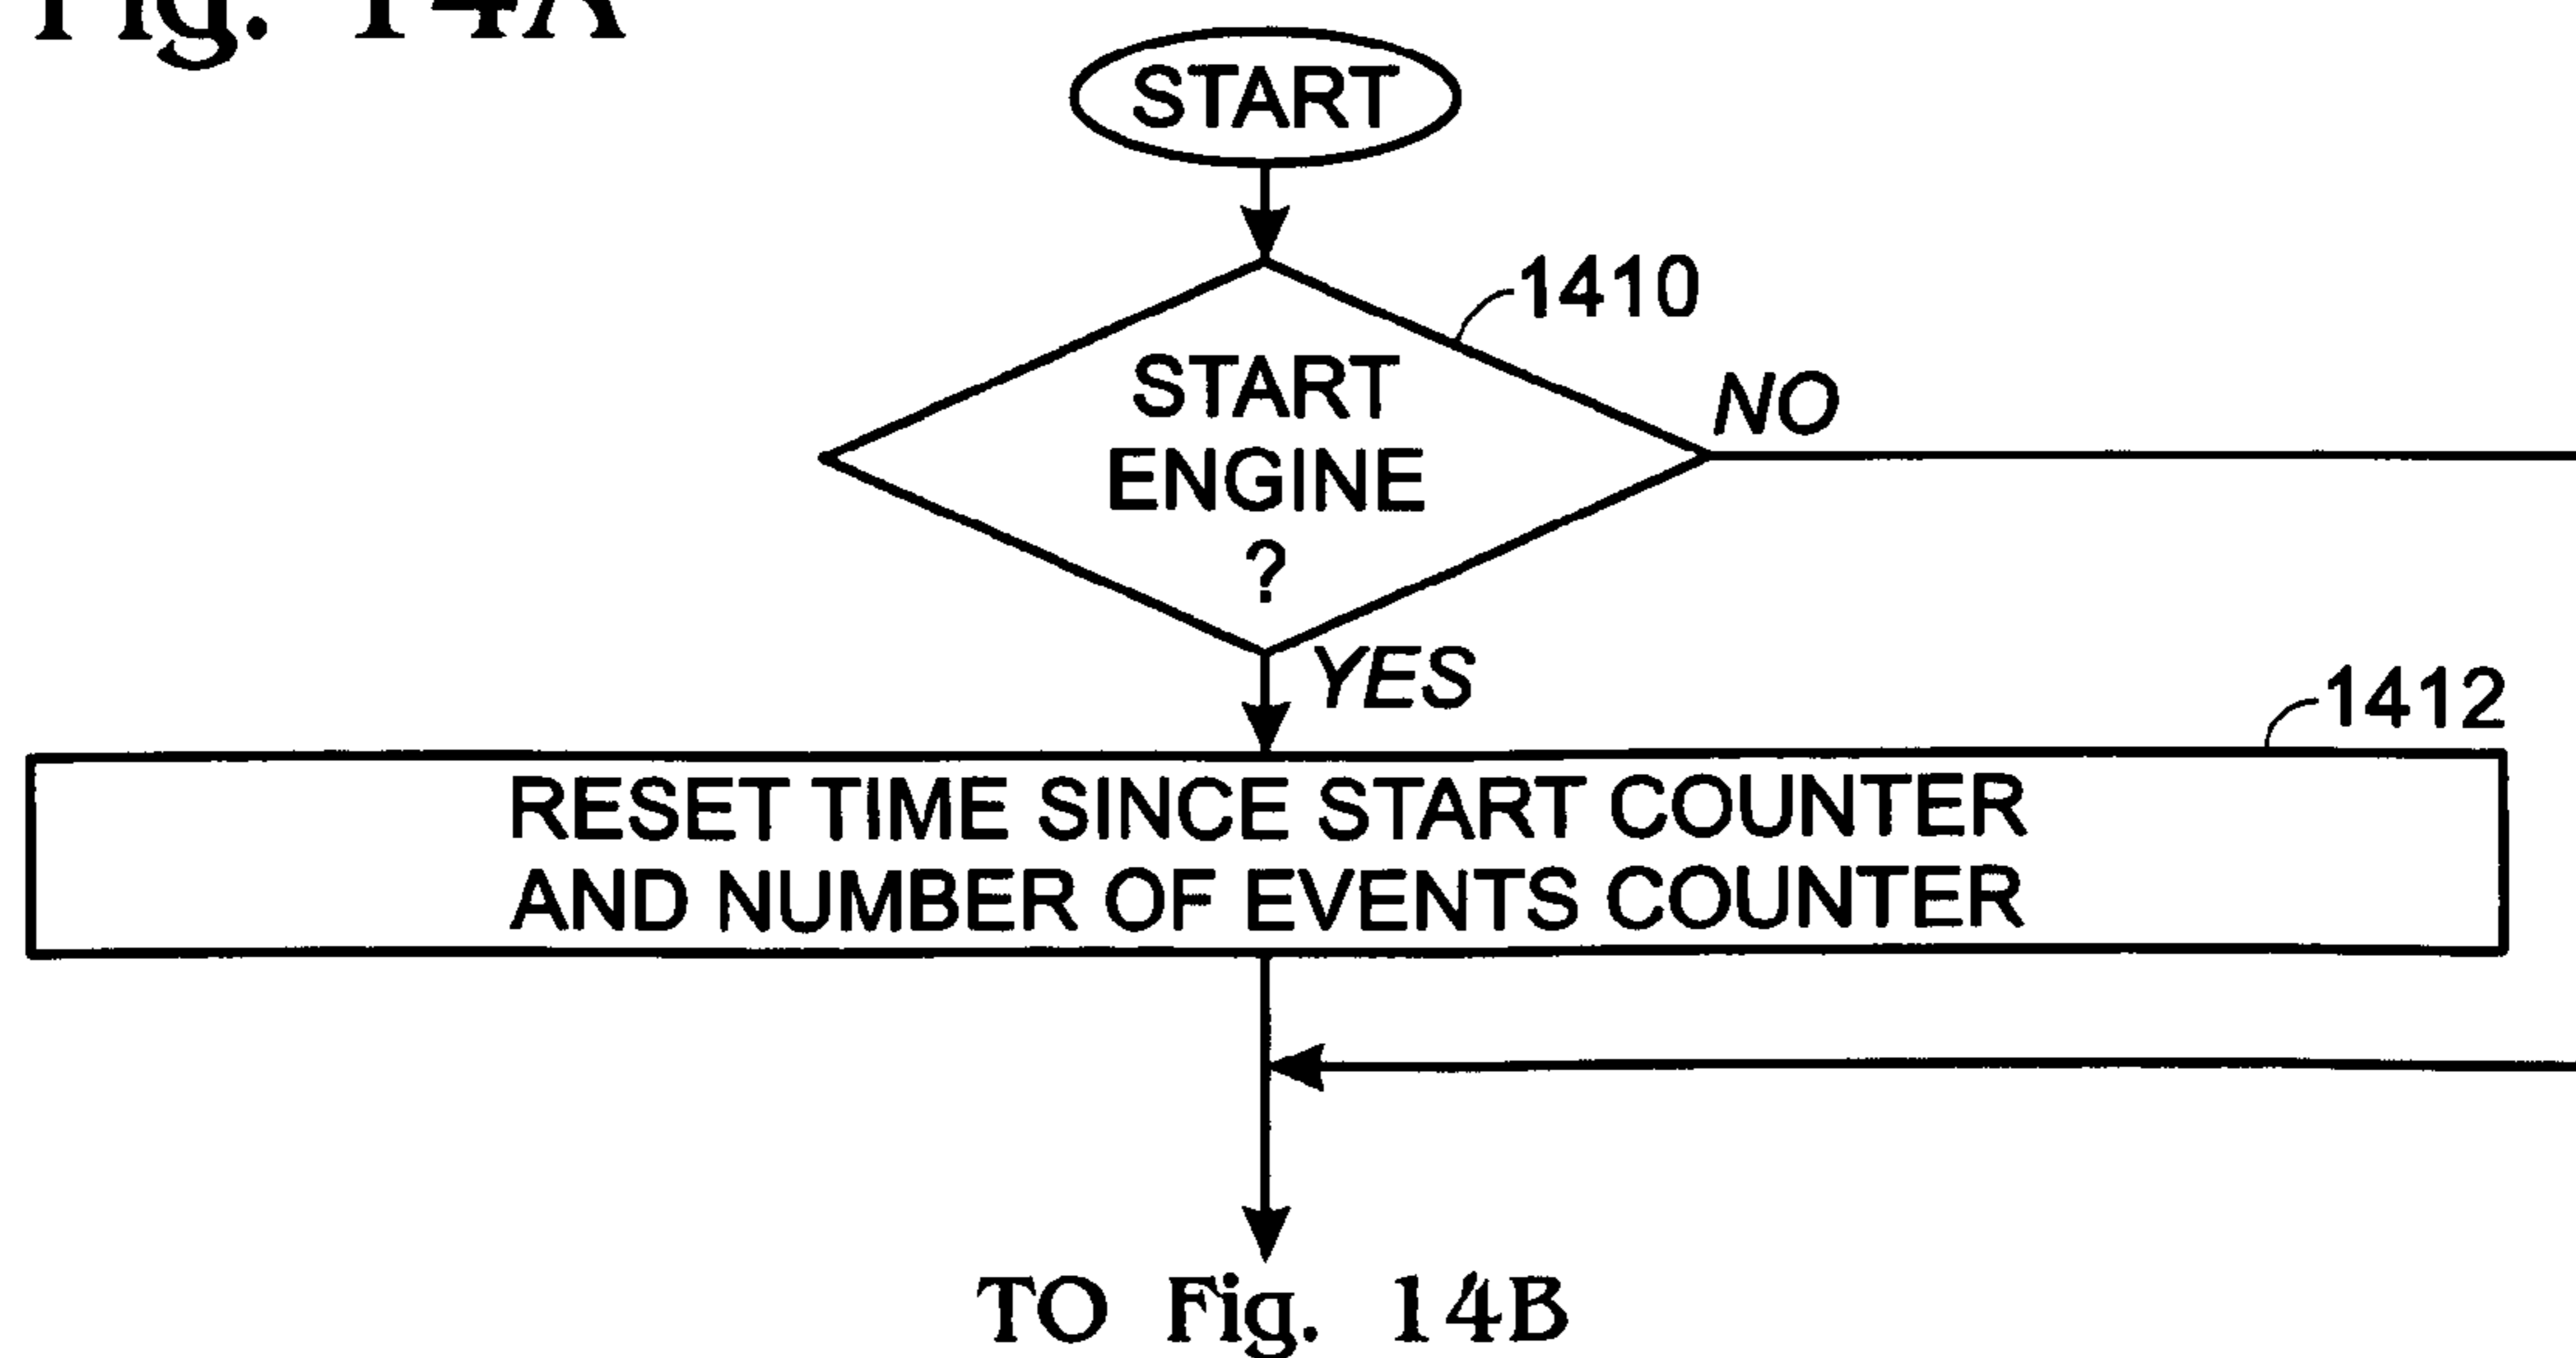 Fig. 14A
START
1410
START
ENGINE
?
NO
YES
1412
RESET TIME SINCE START COUNTER
AND NUMBER OF EVENTS COUNTER
TO Fig. 14B